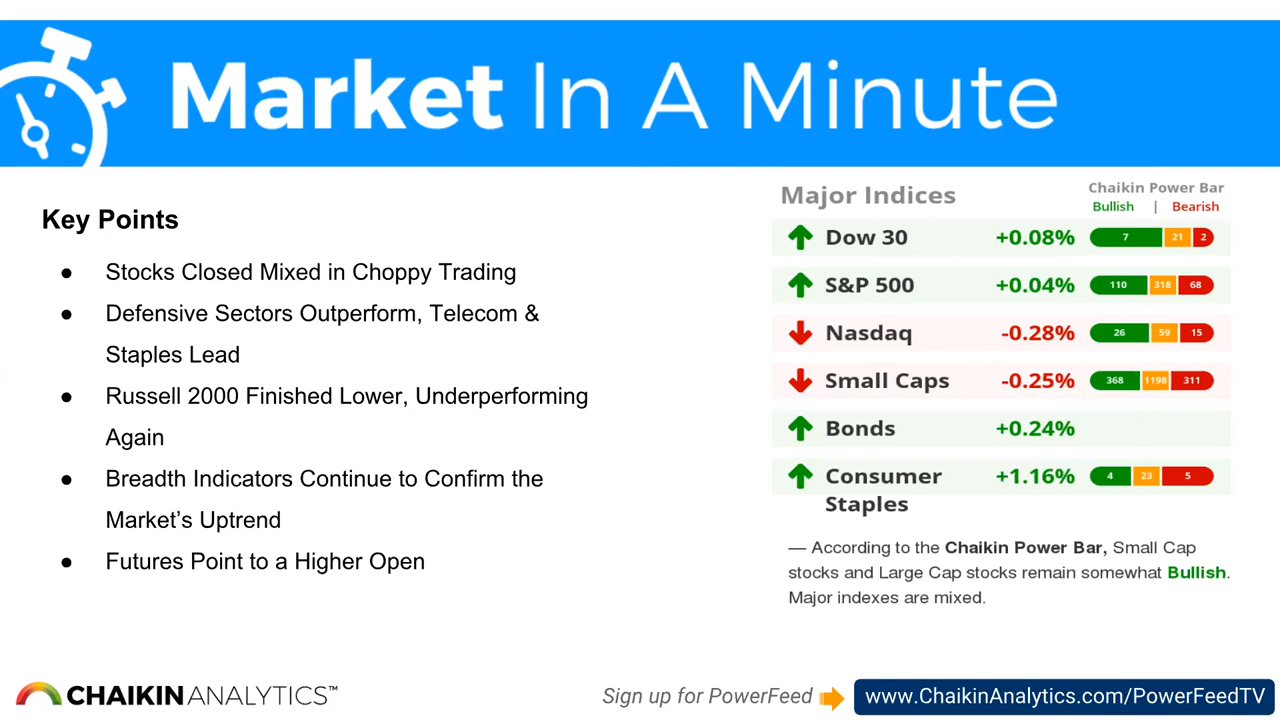 Market In A Minute
Key Points
● Stocks Closed Mixed in Choppy Trading
● Defensive Sectors Outperform, Telecom &
Staples Lead
● Russell 2000 Finished Lower, Underperforming
Again
● Breadth Indicators Continue to Confirm the
Market’s Uptrend
● Futures Point to a Higher Open
Major Indices
Chaikin Power Bar
Bullish | Bearish
Dow 30 +0.08% 7 21 2
S&P 500 +0.04% 110 318 68
Nasdaq -0.28% 26 59 15
Small Caps -0.25% 368 1198 311
Bonds +0.24%
Consumer +1.16% 4 23 5
Staples
— According to the Chaikin Power Bar, Small Cap
stocks and Large Cap stocks remain somewhat Bullish.
Major indexes are mixed.
CHAIKIN ANALYTICS™
Sign up for PowerFeed
www.ChaikinAnalytics.com/PowerFeedTV